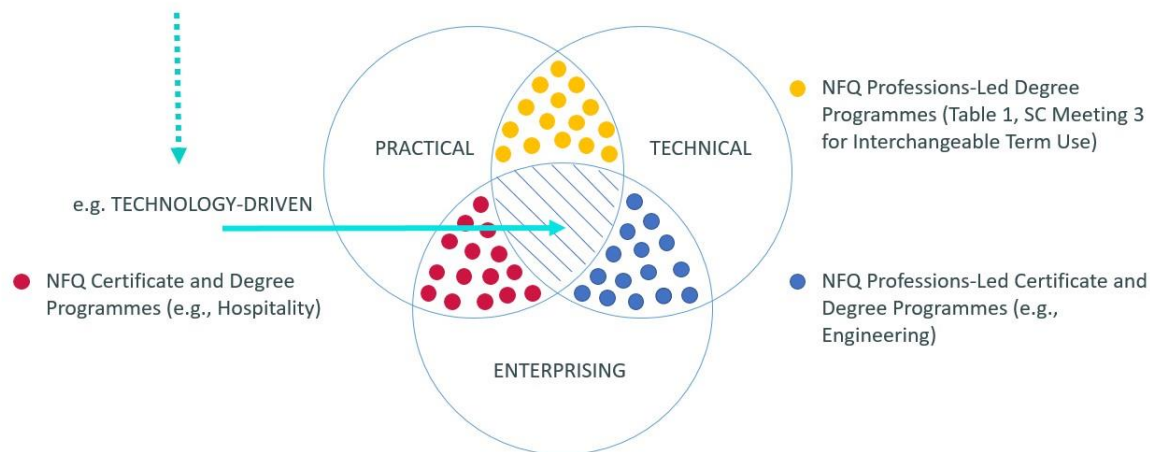 NFQ Professions-Led Degree
Programmes (Table 1, SC Meeting 3
for Interchangeable Term Use)
PRACTICAL
TECHNICAL
e.g. TECHNOLOGY-DRIVEN
NFQ Certificate and Degree
Programmes (e.g., Hospitality)
NFQ Professions-Led Certificate and
Degree Programmes (e.g.,
Engineering)
ENTERPRISING